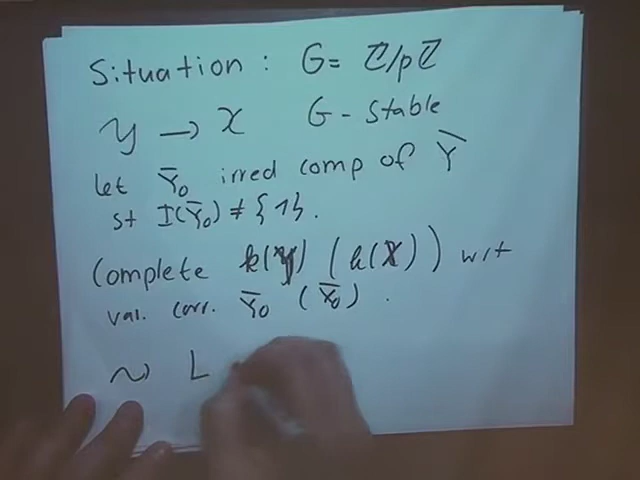 Situation : G = ℤ/pℤ
𝒴 → 𝒳 G - stable
let Ȳ₀ irred comp of Ȳ
st I(Ȳ₀) ≠ {1}.
Complete k(Y) (k(X)) wrt
val. corr. Ȳ₀ (X̄₀).
⇝ L